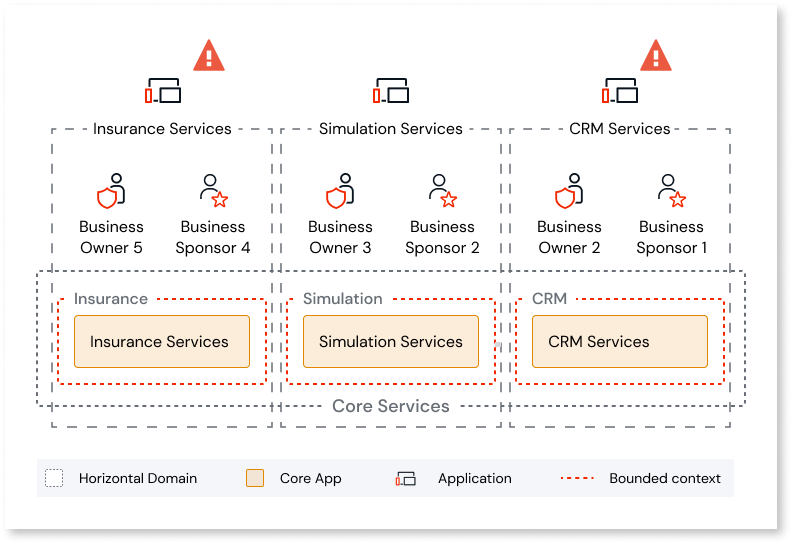 Insurance Services
Simulation Services
CRM Services
Business
Owner 5
Business
Sponsor 4
Business
Owner 3
Business
Sponsor 2
Business
Owner 2
Business
Sponsor 1
Insurance
Simulation
CRM
Insurance Services
Simulation Services
CRM Services
Core Services
Horizontal Domain
Core App
Application
Bounded context